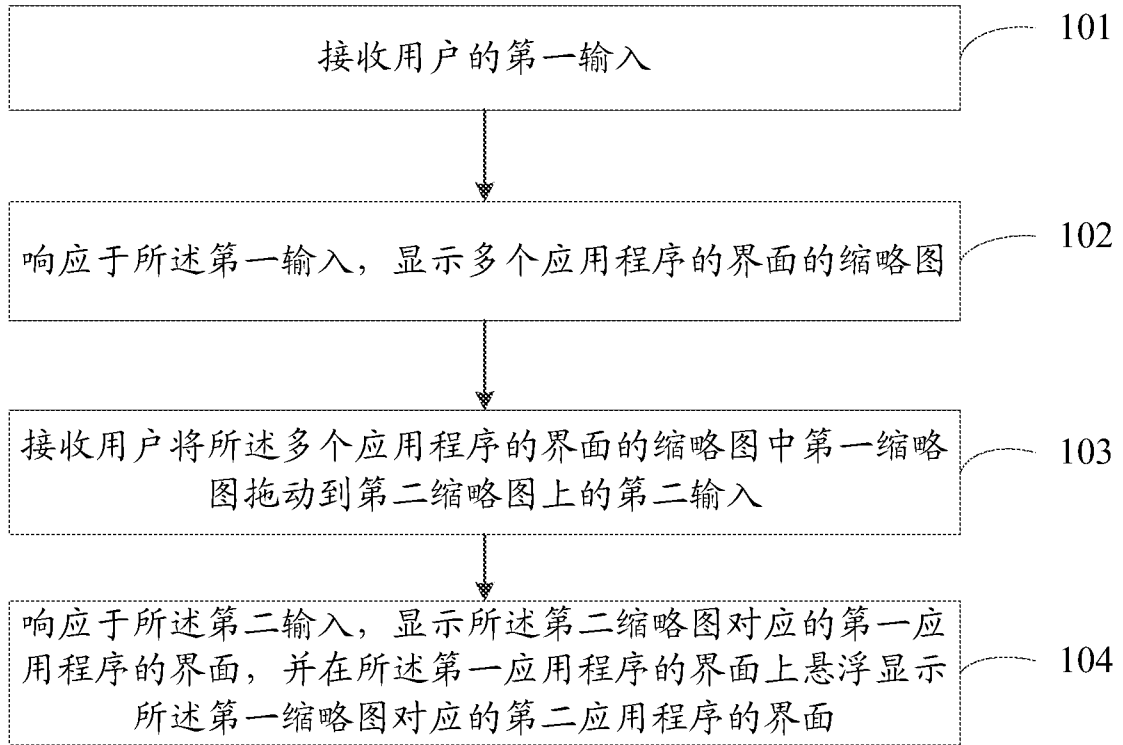 接收用户的第一输入
101
响应于所述第一输入，显示多个应用程序的界面的缩略图
102
接收用户将所述多个应用程序的界面的缩略图中第一缩略
图拖动到第二缩略图上的第二输入
103
响应于所述第二输入，显示所述第二缩略图对应的第一应
用程序的界面，并在所述第一应用程序的界面上悬浮显示
所述第一缩略图对应的第二应用程序的界面
104